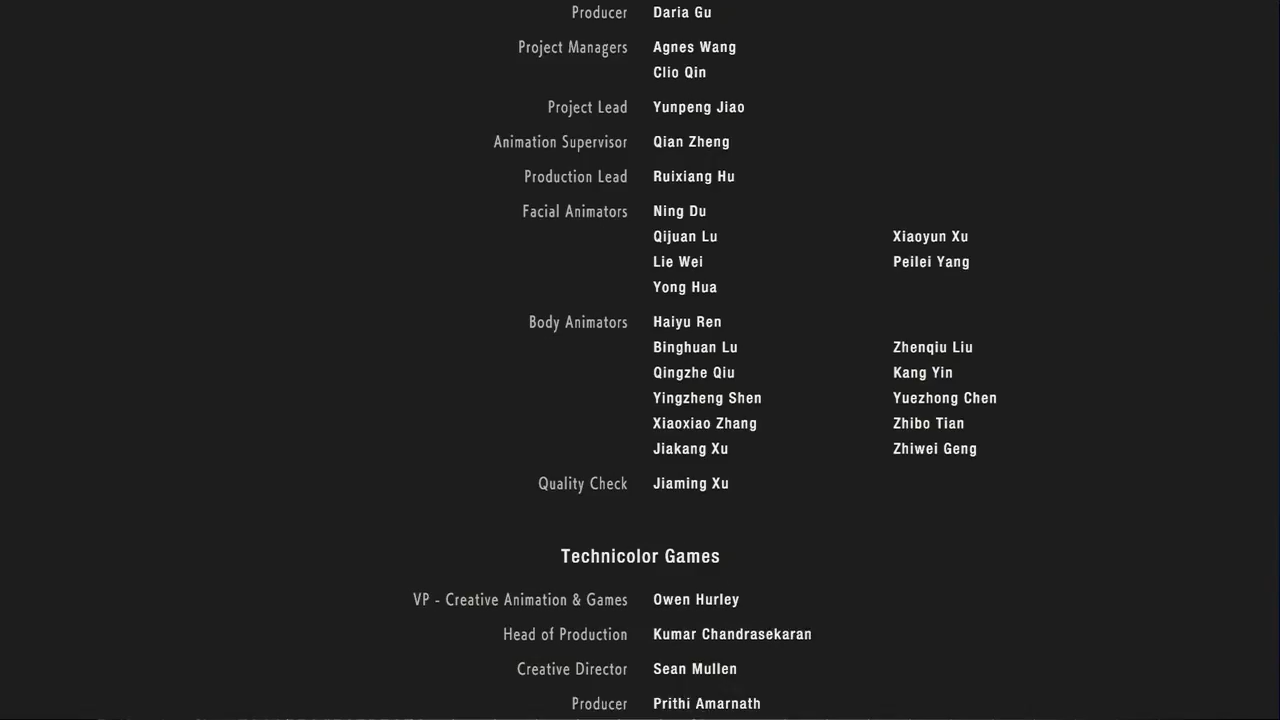 Producer Daria Gu
Project Managers Agnes Wang
Clio Qin
Project Lead Yunpeng Jiao
Animation Supervisor Qian Zheng
Production Lead Ruixiang Hu
Facial Animators Ning Du
Qijuan Lu Xiaoyun Xu
Lie Wei Peilei Yang
Yong Hua
Body Animators Haiyu Ren
Binghuan Lu Zhenqiu Liu
Qingzhe Qiu Kang Yin
Yingzheng Shen Yuezhong Chen
Xiaoxiao Zhang Zhibo Tian
Jiakang Xu Zhiwei Geng
Quality Check Jiaming Xu
Technicolor Games
VP - Creative Animation & Games Owen Hurley
Head of Production Kumar Chandrasekaran
Creative Director Sean Mullen
Producer Prithi Amarnath